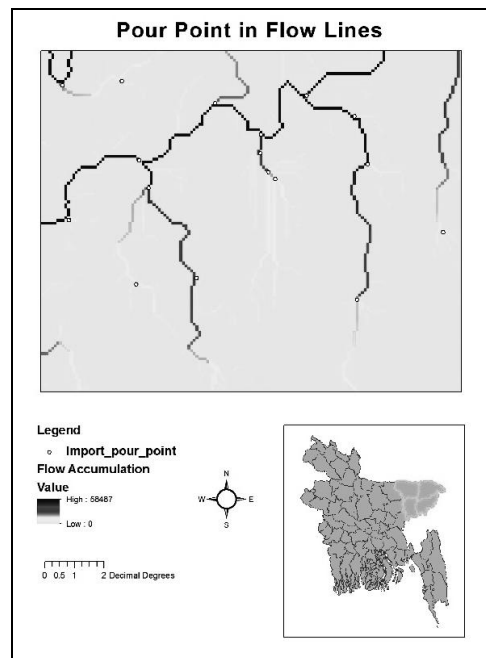 Pour Point in Flow Lines
Legend
Import_pour_point
Flow Accumulation
Value
High : 58487
Low : 0
N
W E
S
0 0.5 1 2 Decimal Degrees